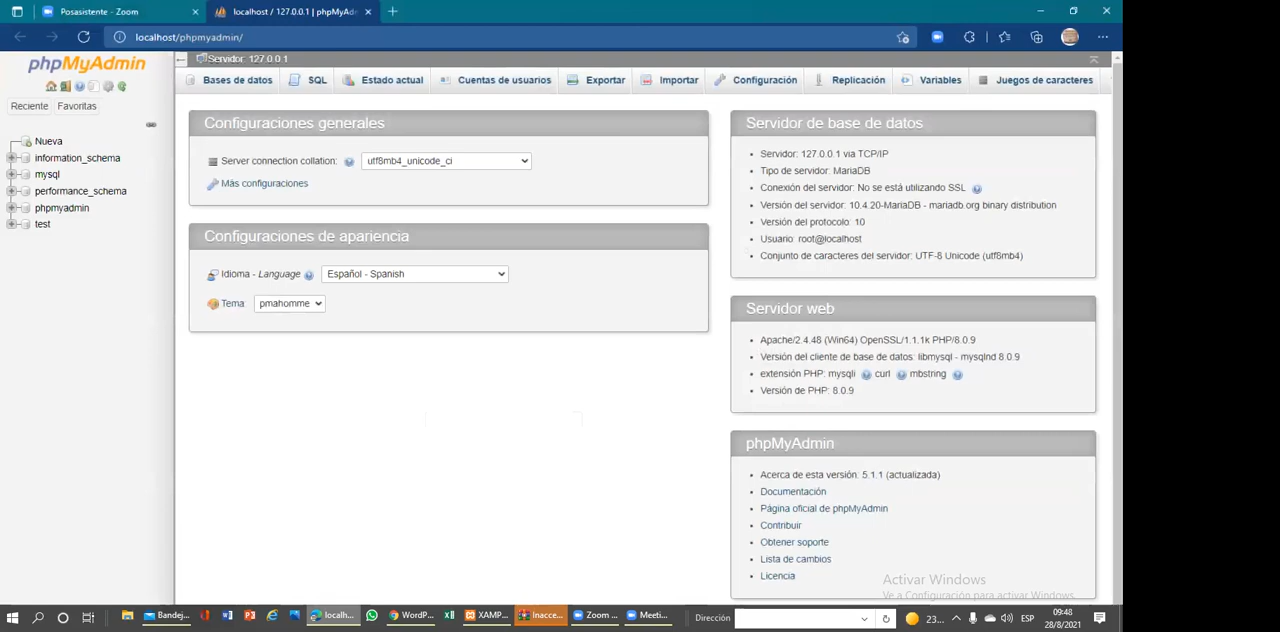 Posasistente - Zoom
localhost / 127.0.0.1 | phpMyAdm
localhost/phpmyadmin/
phpMyAdmin
Reciente
Favoritas
Nueva
information_schema
mysql
performance_schema
phpmyadmin
test
Servidor: 127.0.0.1
Bases de datos
SQL
Estado actual
Cuentas de usuarios
Exportar
Importar
Configuración
Replicación
Variables
Juegos de caracteres
Configuraciones generales
Server connection collation:
utf8mb4_unicode_ci
Más configuraciones
Configuraciones de apariencia
Idioma - Language
Español - Spanish
Tema:
pmahomme
Servidor de base de datos
Servidor: 127.0.0.1 via TCP/IP
Tipo de servidor: MariaDB
Conexión del servidor: No se está utilizando SSL
Versión del servidor: 10.4.20-MariaDB - mariadb.org binary distribution
Versión del protocolo: 10
Usuario: root@localhost
Conjunto de caracteres del servidor: UTF-8 Unicode (utf8mb4)
Servidor web
Apache/2.4.48 (Win64) OpenSSL/1.1.1k PHP/8.0.9
Versión del cliente de base de datos: libmysql - mysqlnd 8.0.9
extensión PHP: mysqli curl mbstring
Versión de PHP: 8.0.9
phpMyAdmin
Acerca de esta versión: 5.1.1 (actualizada)
Documentación
Página oficial de phpMyAdmin
Contribuir
Obtener soporte
Lista de cambios
Licencia
Activar Windows
Ve a Configuración para activar Windows.
Bandej...
localh...
WordP...
XAMP...
Inacce...
Zoom ...
Meeti...
Dirección
23...
ESP
09:48
28/8/2021